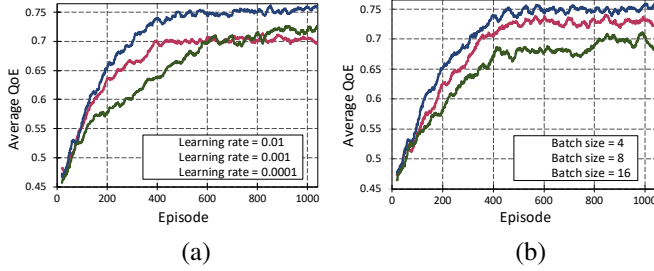 0.75
0.7
0.65
0.6
0.55
0.5
0.45
Average QoE
0 200 400 600 800 1000
Episode
Learning rate = 0.01
Learning rate = 0.001
Learning rate = 0.0001
(a)
0.75
0.7
0.65
0.6
0.55
0.5
0.45
Average QoE
0 200 400 600 800 1000
Episode
Batch size = 4
Batch size = 8
Batch size = 16
(b)